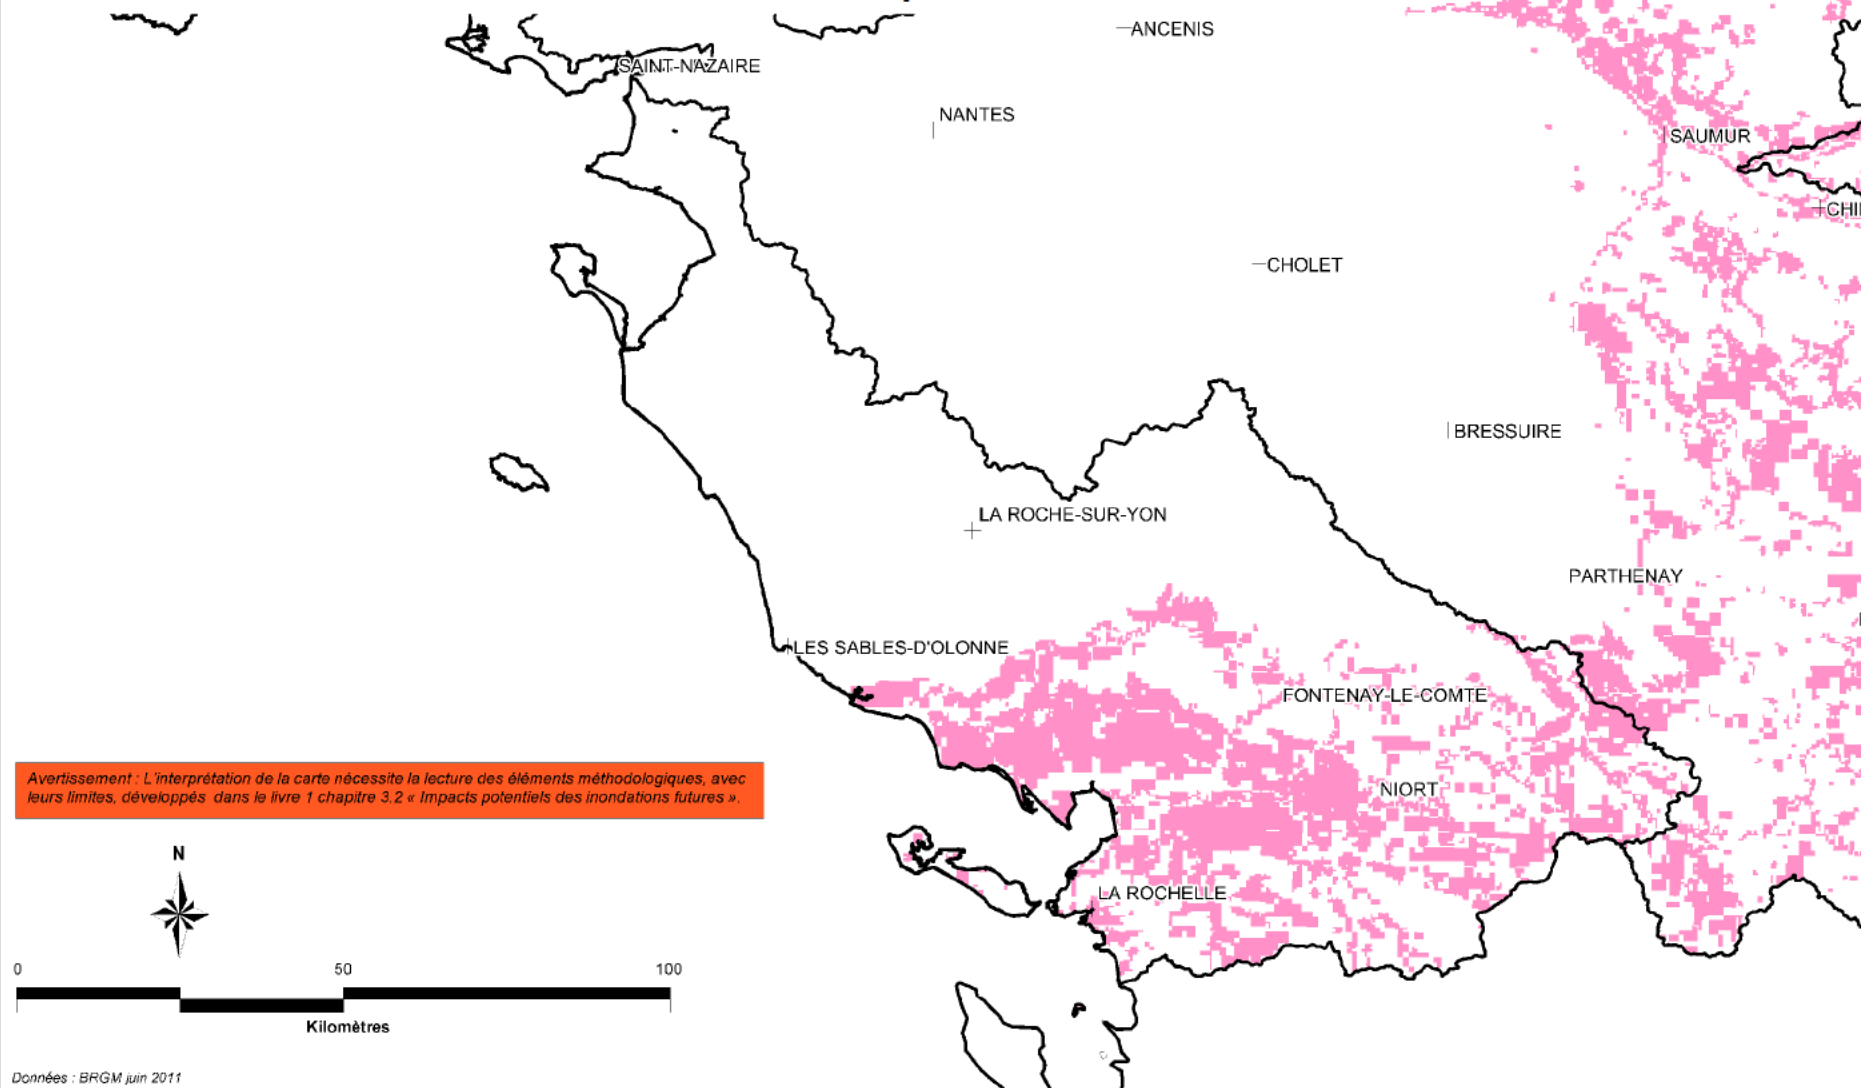 ANCENIS
SAINT-NAZAIRE
NANTES
SAUMUR
CHI
CHOLET
BRESSUIRE
LA ROCHE-SUR-YON
PARTHENAY
LES SABLES-D'OLONNE
FONTENAY-LE-COMTE
Avertissement : L'interprétation de la carte nécessite la lecture des éléments méthodologiques, avec
leurs limites, développés dans le livre 1 chapitre 3.2 « Impacts potentiels des inondations futures ».
NIORT
N
LA ROCHELLE
0 50 100
Kilomètres
Données : BRGM juin 2011